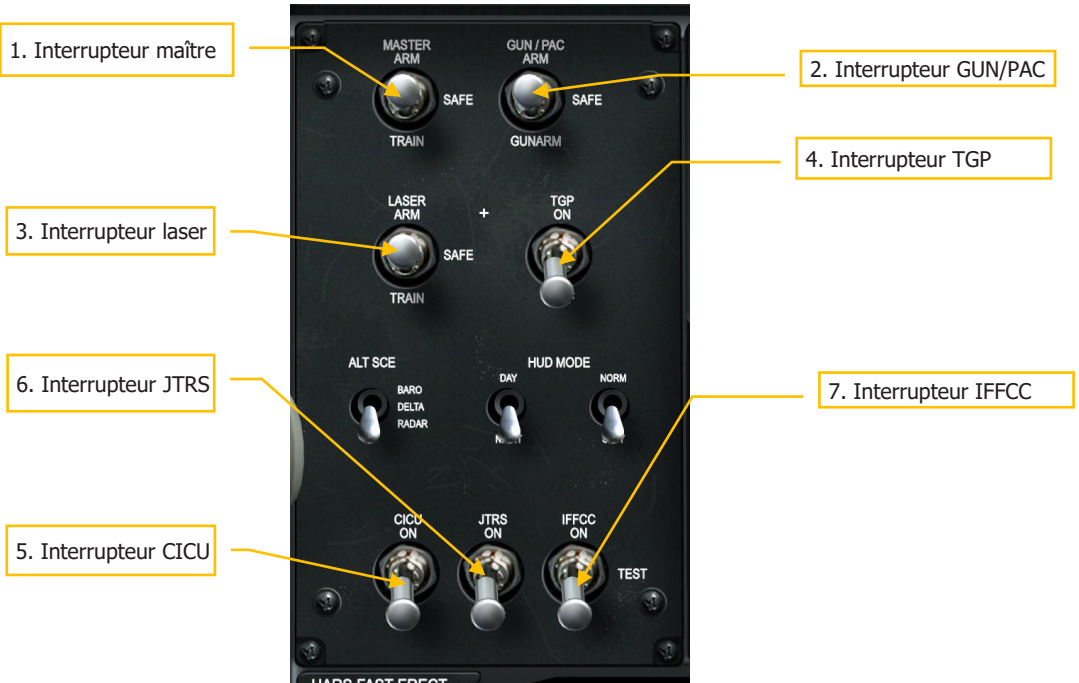 1. Interrupteur maître
MASTER
ARM
SAFE
TRAIN
GUN / PAC
ARM
SAFE
GUNARM
2. Interrupteur GUN/PAC
3. Interrupteur laser
LASER
ARM
SAFE
TRAIN
+
TGP
ON
4. Interrupteur TGP
6. Interrupteur JTRS
ALT SCE
BARO
DELTA
RADAR
HUD MODE
DAY
NORM
7. Interrupteur IFFCC
5. Interrupteur CICU
CICU
ON
JTRS
ON
IFFCC
ON
TEST